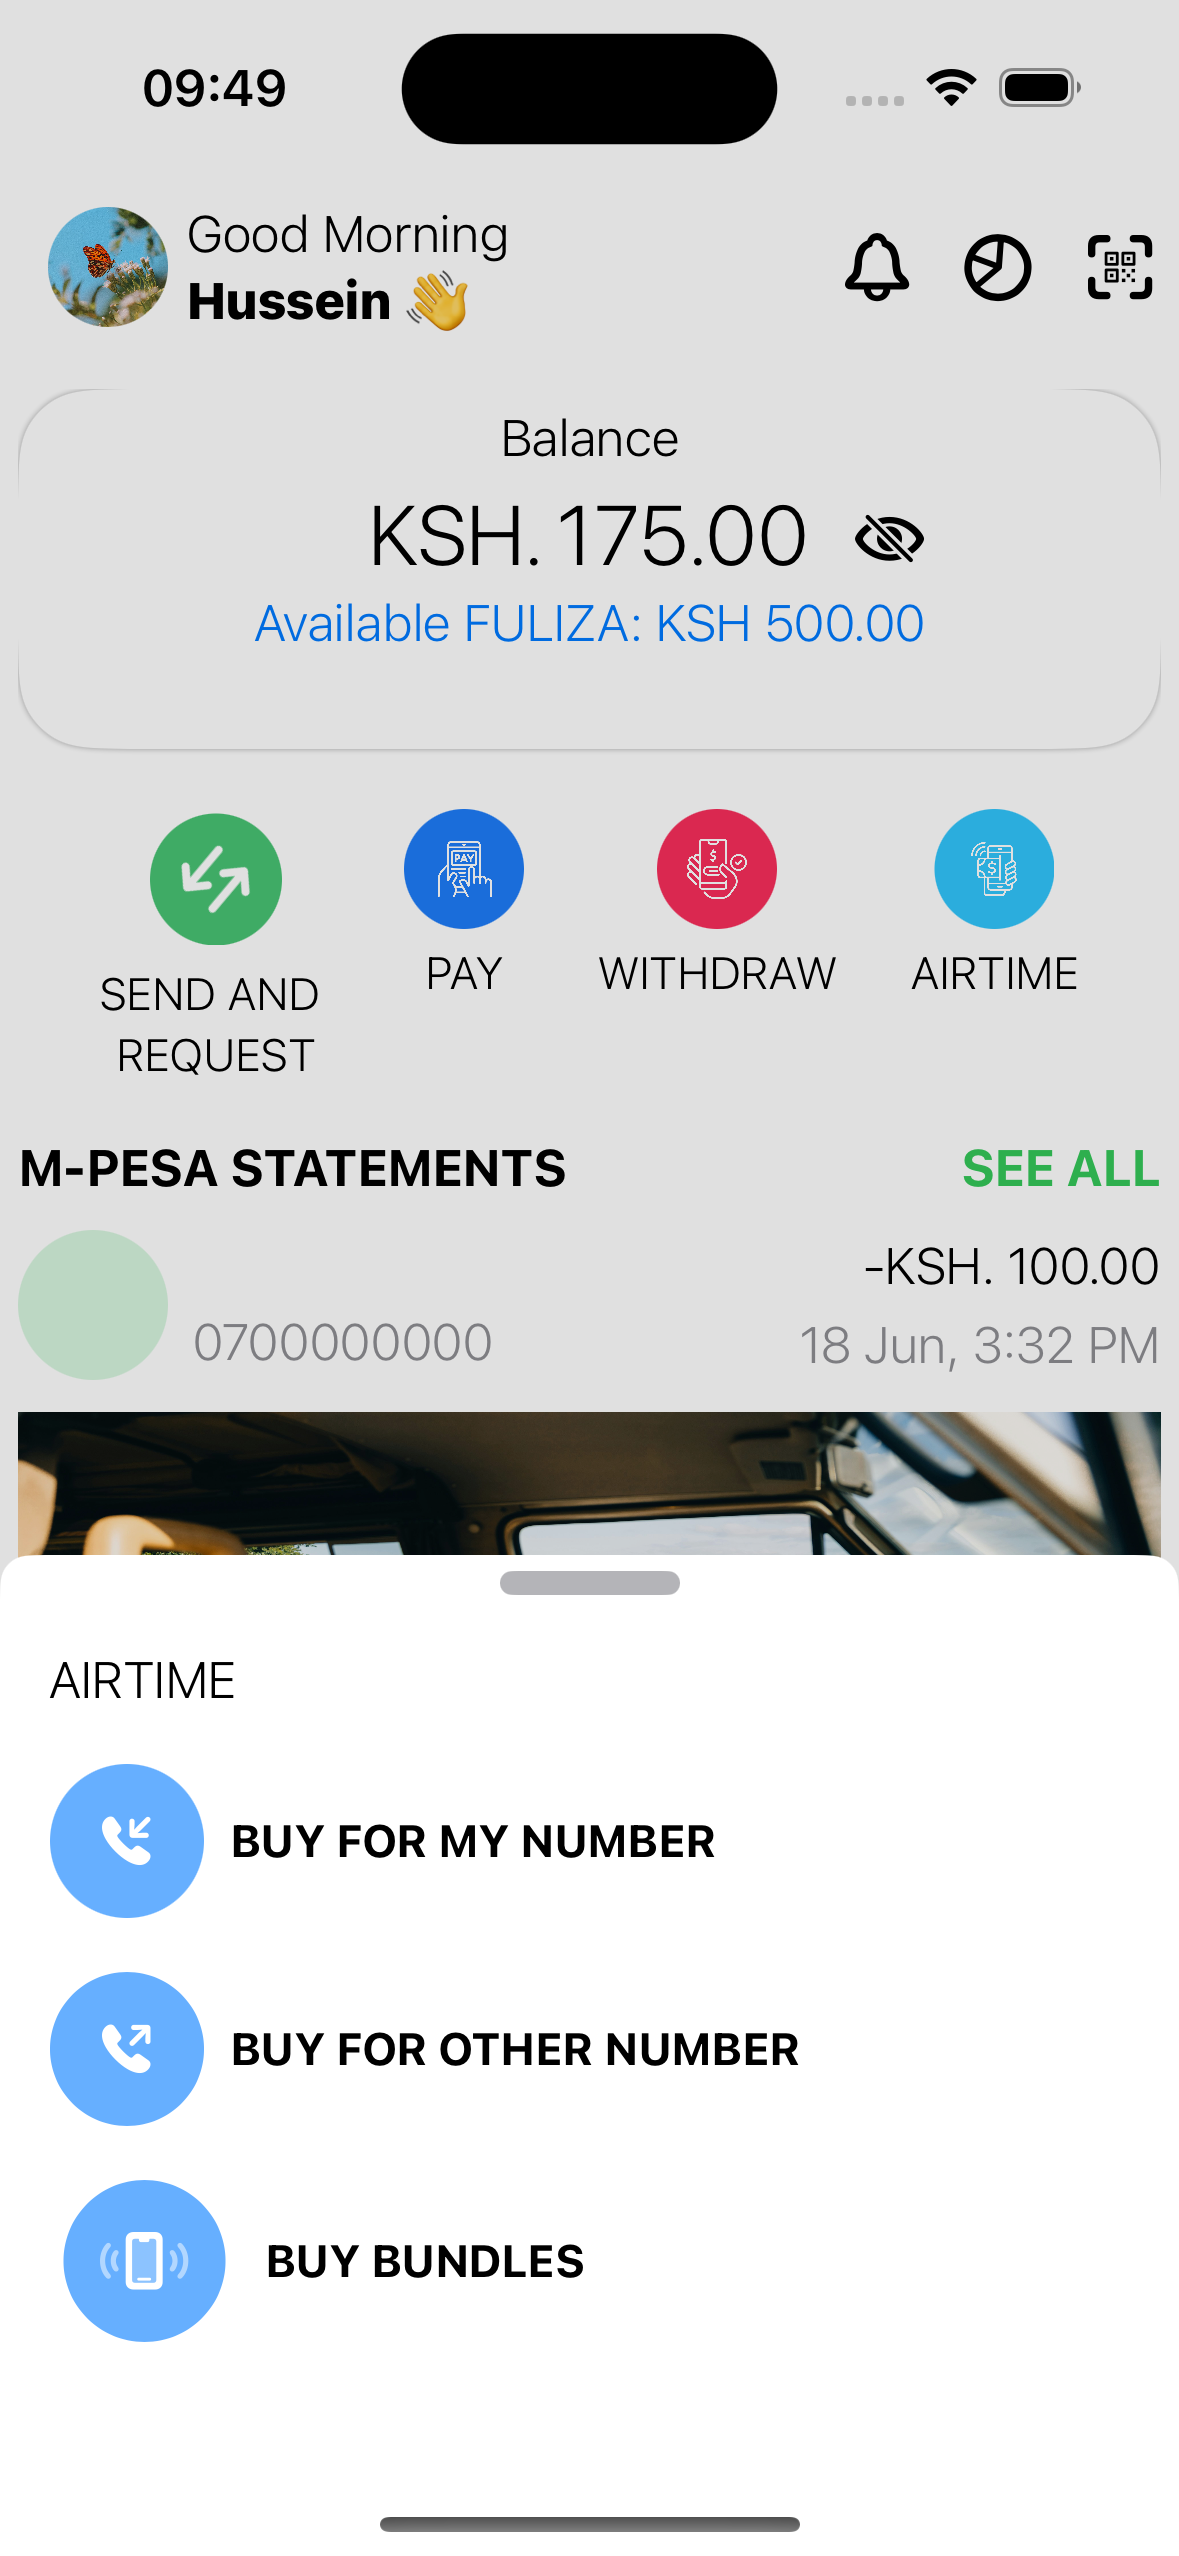 09:49
Good Morning
Hussein 👋
Balance
KSH. 175.00
Available FULIZA: KSH 500.00
PAY
SEND AND
REQUEST
PAY
WITHDRAW
AIRTIME
M-PESA STATEMENTS
SEE ALL
-KSH. 100.00
0700000000
18 Jun, 3:32 PM
AIRTIME
BUY FOR MY NUMBER
BUY FOR OTHER NUMBER
BUY BUNDLES